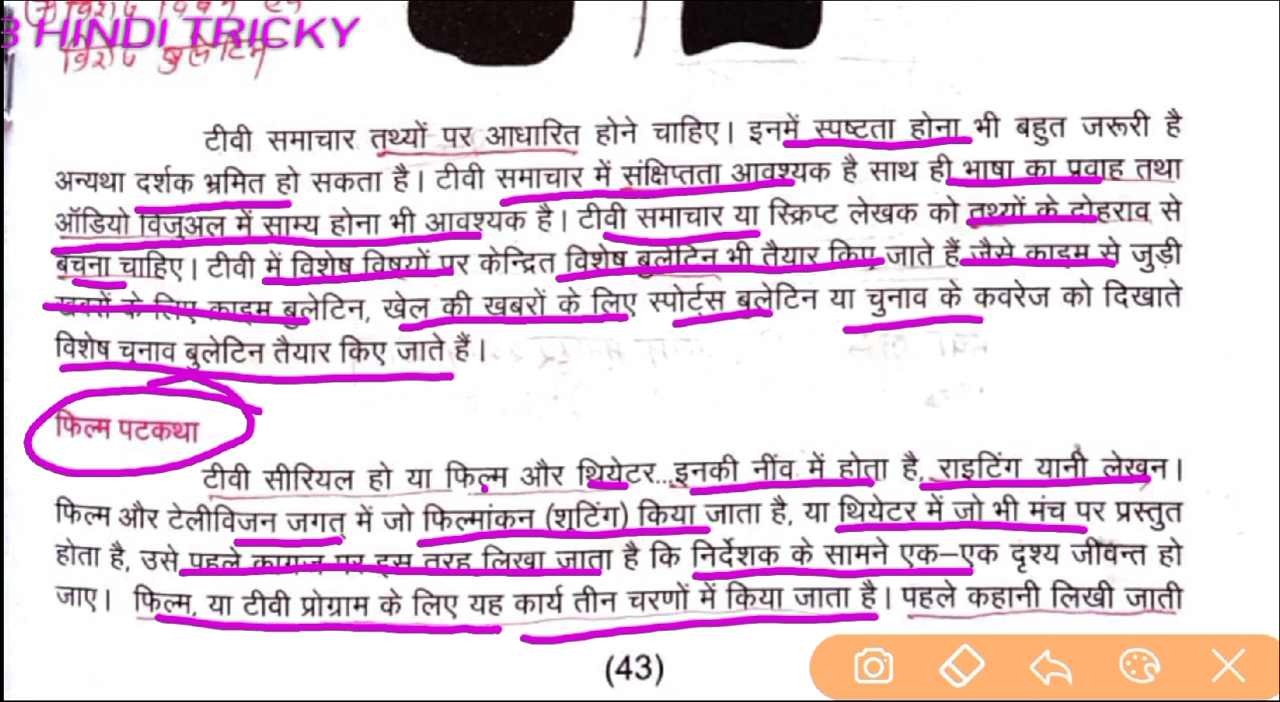 3 HINDI TRICKY
विशेष बुलेटिन
टीवी समाचार तथ्यों पर आधारित होने चाहिए। इनमें स्पष्टता होना भी बहुत जरूरी है
अन्यथा दर्शक भ्रमित हो सकता है। टीवी समाचार में संक्षिप्तता आवश्यक है साथ ही भाषा का प्रवाह तथा
ऑडियो विजुअल में साम्य होना भी आवश्यक है। टीवी समाचार या स्क्रिप्ट लेखक को तथ्यों के दोहराव से
बचना चाहिए। टीवी में विशेष विषयों पर केन्द्रित विशेष बुलेटिन भी तैयार किए जाते हैं जैसे क्राइम से जुड़ी
खबरों के लिए क्राइम बुलेटिन, खेल की खबरों के लिए स्पोर्ट्स बुलेटिन या चुनाव के कवरेज को दिखाते
विशेष चुनाव बुलेटिन तैयार किए जाते हैं।
फिल्म पटकथा
टीवी सीरियल हो या फिल्म और थियेटर...इनकी नींव में होता है, राइटिंग यानी लेखन।
फिल्म और टेलीविजन जगत् में जो फिल्मांकन (शूटिंग) किया जाता है, या थियेटर में जो भी मंच पर प्रस्तुत
होता है, उसे पहले कागज पर इस तरह लिखा जाता है कि निर्देशक के सामने एक–एक दृश्य जीवन्त हो
जाए। फिल्म, या टीवी प्रोग्राम के लिए यह कार्य तीन चरणों में किया जाता है। पहले कहानी लिखी जाती
(43)